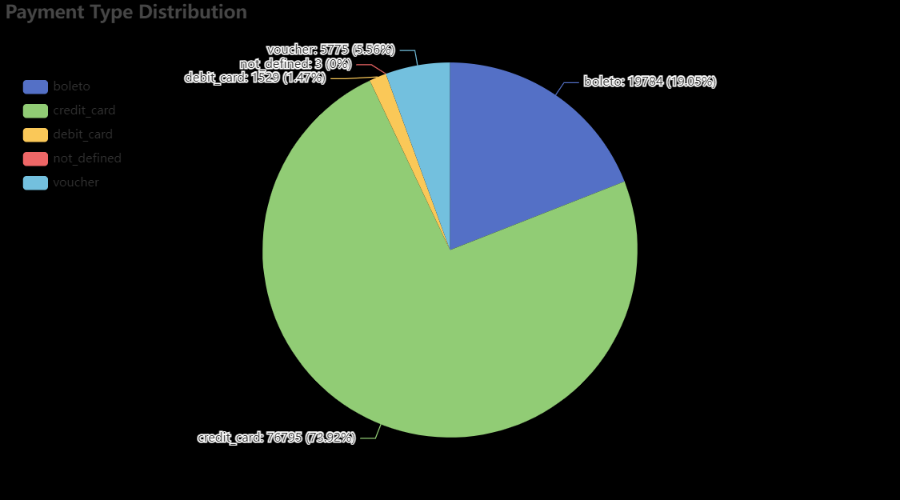 Payment Type Distribution
voucher: 5775 (5.56%)
not_defined: 3 (0%)
debit_card: 1529 (1.47%)
boleto: 19784 (19.05%)
boleto
credit_card
debit_card
not_defined
voucher
credit_card: 76795 (73.92%)